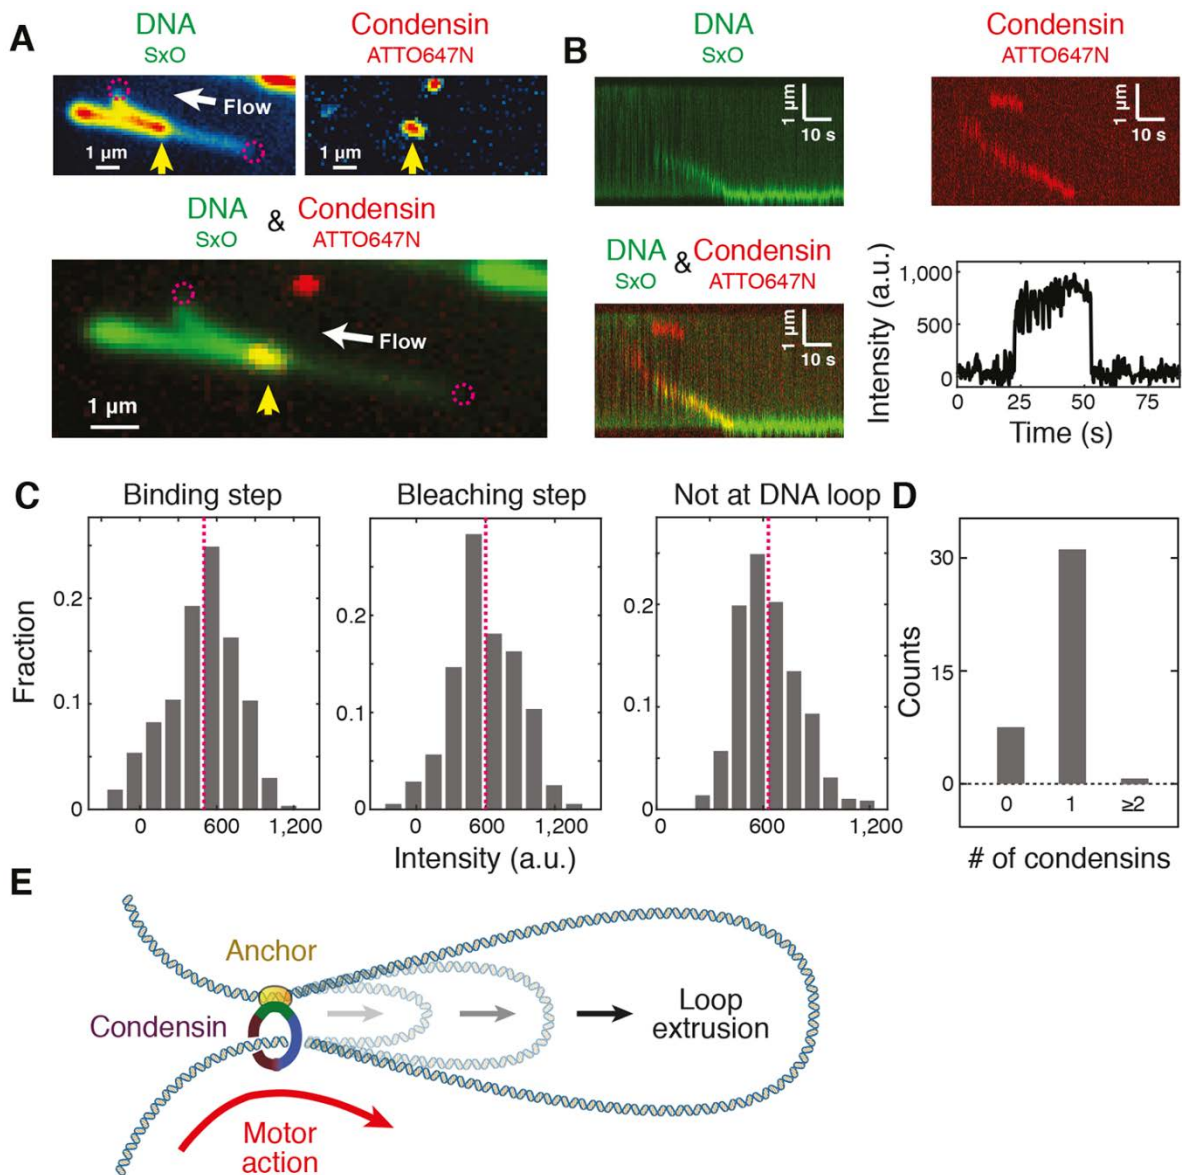 A
DNA
SxO
Condensin
ATTO647N
Flow
1 µm
1 µm
DNA & Condensin
SxO ATTO647N
Flow
1 µm
B
DNA
SxO
1 µm
10 s
Condensin
ATTO647N
1 µm
10 s
DNA & Condensin
SxO ATTO647N
1 µm
10 s
Intensity (a.u.)
1,000
500
0
0 25 50 75
Time (s)
C
Binding step
Fraction
0.2
0.1
0
0 600 1,200
Bleaching step
0.2
0.1
0
0 600 1,200
Intensity (a.u.)
Not at DNA loop
0.2
0.1
0
0 600 1,200
D
Counts
30
15
0
0 1 ≥2
# of condensins
E
Anchor
Condensin
Loop
extrusion
Motor
action